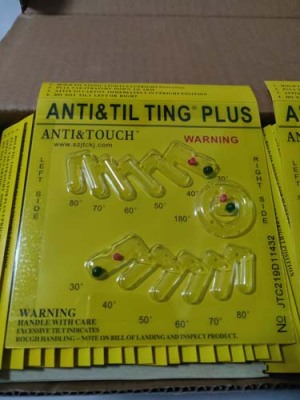 ANTI&TIL TING® PLUS
ANTI&TOUCH™
www.szjtckj.com
WARNING
LEFT SIDE
RIGHT SIDE
80° 70° 60° 50° 40° 30°
180°
30° 40° 50° 60° 70° 80°
No JTC219D11432
WARNING
HANDLE WITH CARE
EXCESSIVE TILT INDICATES
ROUGH HANDLING - NOTE ON BILL OF LANDING AND INSPECT PRODUCT.